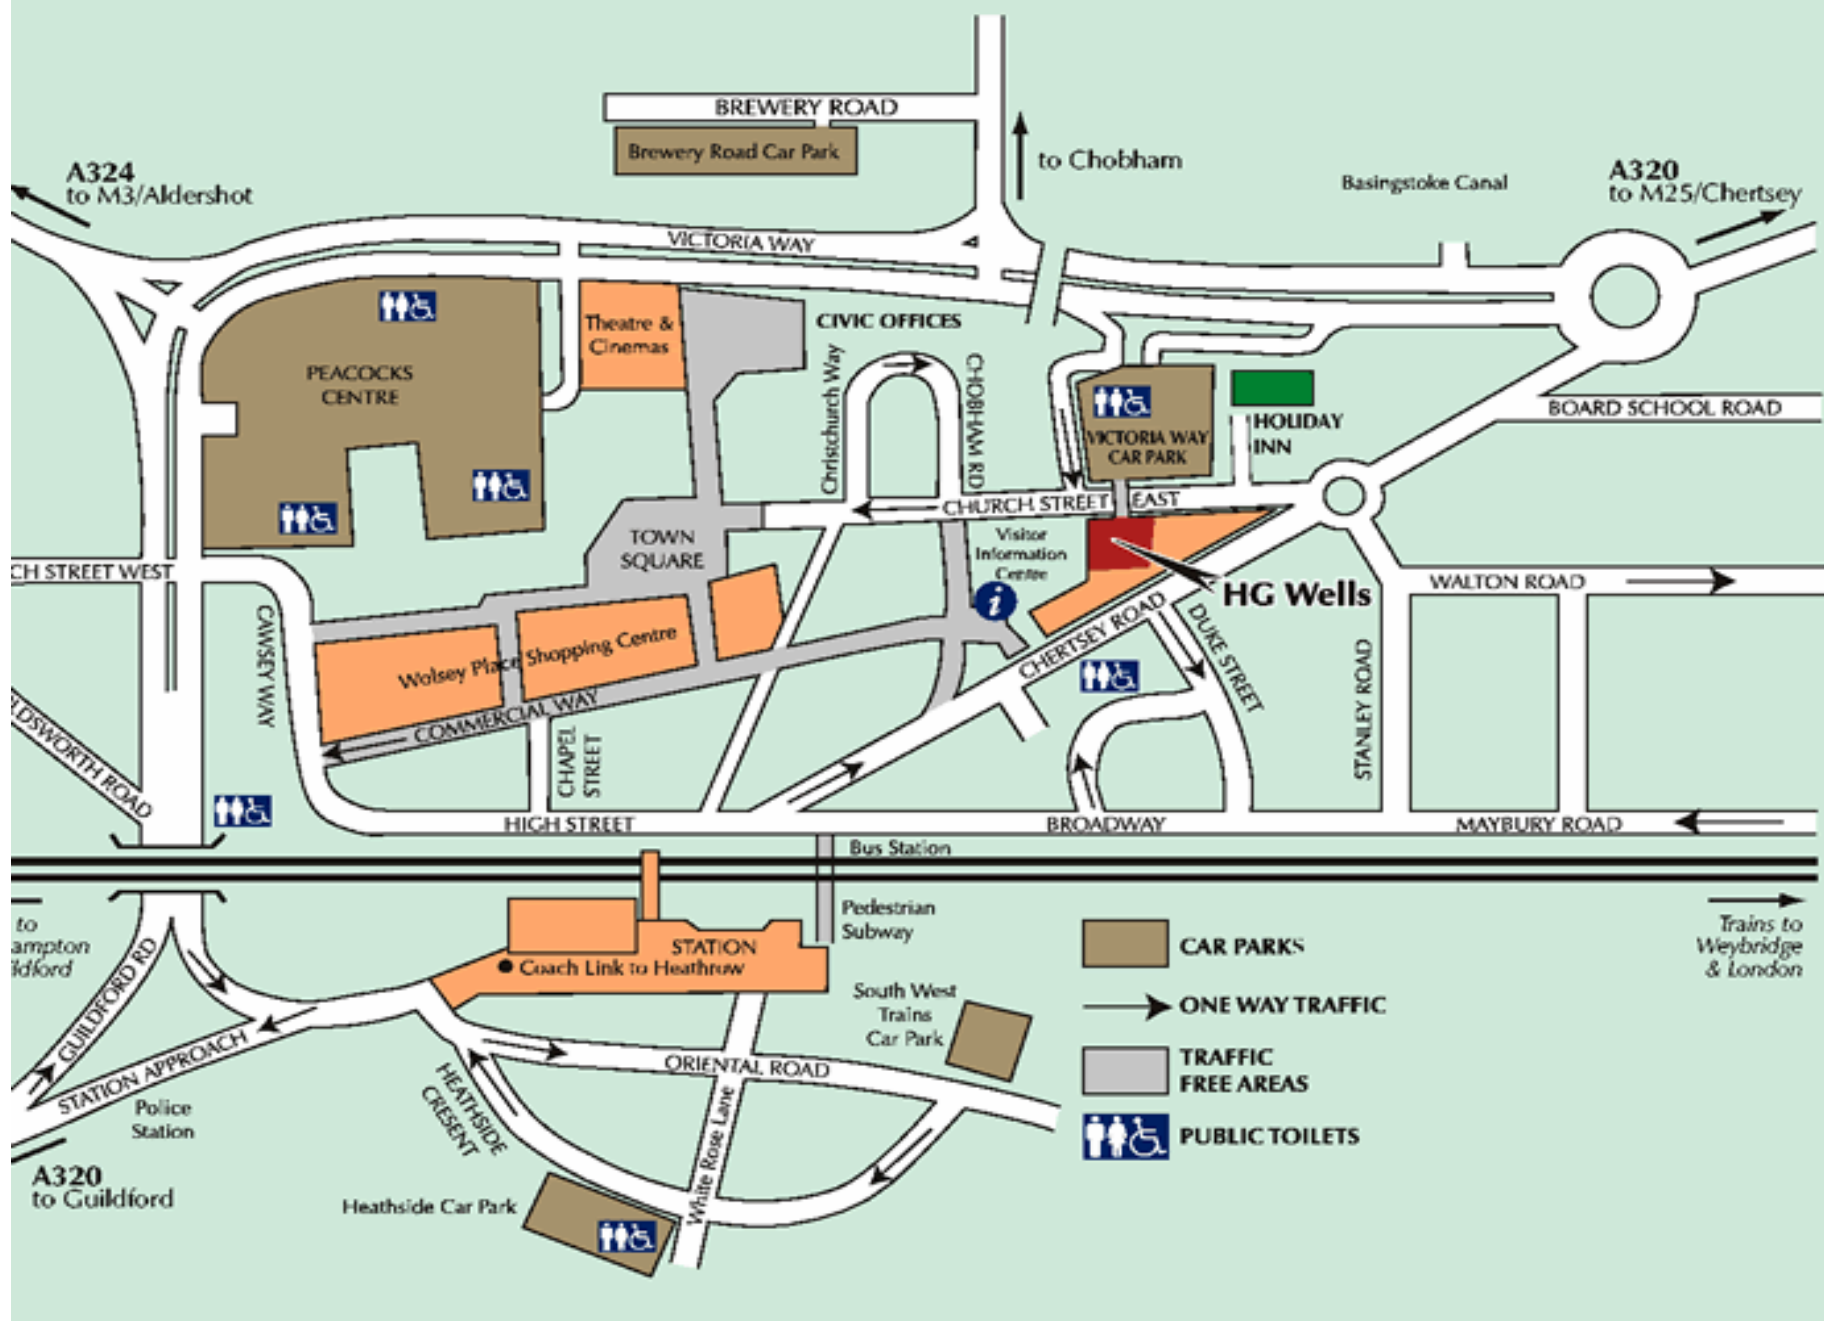 BREWERY ROAD
Brewery Road Car Park
to Chobham
A324
to M3/Aldershot
Basingstoke Canal
A320
to M25/Chertsey
VICTORIA WAY
Theatre &
Cinemas
CIVIC OFFICES
PEACOCKS
CENTRE
Christchurch Way
CHOBHAM RD
VICTORIA WAY
CAR PARK
HOLIDAY
INN
BOARD SCHOOL ROAD
CHURCH STREET EAST
TOWN
SQUARE
Visitor
Information
Centre
i
HG Wells
CH STREET WEST
WALTON ROAD
CAWSEY WAY
Wolsey Place Shopping Centre
CHERTSEY ROAD
DUKE STREET
STANLEY ROAD
COMMERCIAL WAY
CHAPEL
STREET
LDSWORTH ROAD
HIGH STREET
BROADWAY
MAYBURY ROAD
Bus Station
to
ampton
ldford
Pedestrian
Subway
STATION
Coach Link to Heathrow
Trains to
Weybridge
& London
GUILDFORD RD
STATION APPROACH
South West
Trains
Car Park
ORIENTAL ROAD
HEATHSIDE
CRESENT
White Rose Lane
Police
Station
A320
to Guildford
Heathside Car Park
CAR PARKS
ONE WAY TRAFFIC
TRAFFIC
FREE AREAS
PUBLIC TOILETS